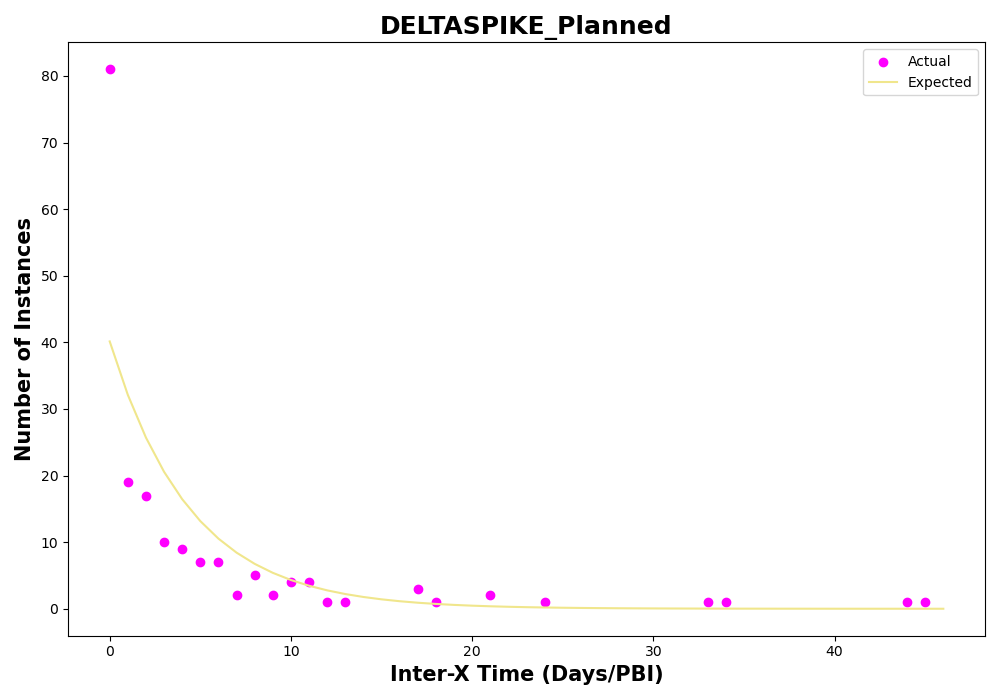 DELTASPIKE_Planned
Actual
Expected
Number of Instances
80
70
60
50
40
30
20
10
0
0 10 20 30 40
Inter-X Time (Days/PBI)